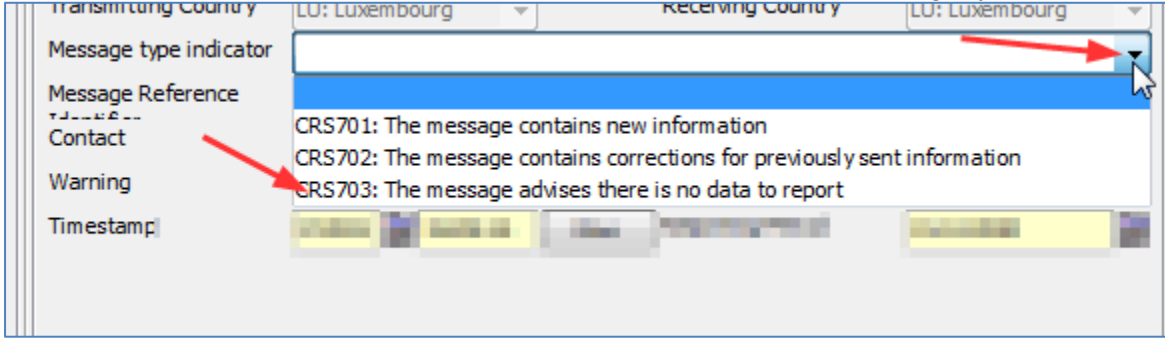 Transmitting Country LU: Luxembourg Receiving Country LU: Luxembourg
Message type indicator
Message Reference
Identifier
CRS701: The message contains new information
Contact
CRS702: The message contains corrections for previously sent information
Warning
CRS703: The message advises there is no data to report
Timestamp